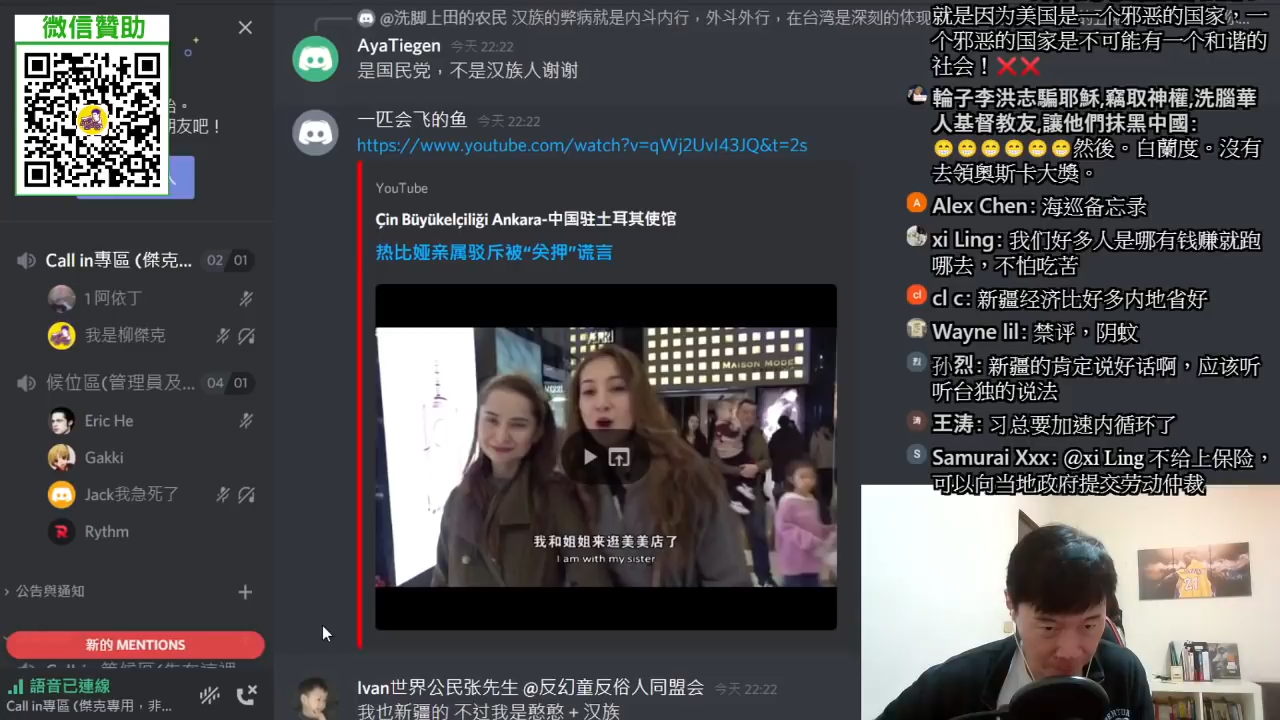 微信贊助
台。
朋友吧！
Call in專區 (傑克... 02 01
1 阿依丁
我是柳傑克
候位區(管理員及... 04 01
Eric He
Gakki
Jack我急死了
Rythm
公告與通知
新的 MENTIONS
語音已連線
Call in專區 (傑克専用，非...
@洗脚上田的农民 汉族的弊病就是内斗内行，外斗外行，在台湾是深刻的体现
AyaTiegen 今天 22:22
是国民党，不是汉族人谢谢
一匹会飞的鱼 今天 22:22
https://www.youtube.com/watch?v=qWj2UvI43JQ&t=2s
YouTube
Çin Büyükelçiliği Ankara-中国驻土耳其使馆
热比娅亲属驳斥被“关押”谎言
MAISON MODE
我和姐姐来逛美美店了
I am with my sister
Ivan世界公民张先生 @反幻童反俗人同盟会 今天 22:22
我也新疆的 不过我是憨憨 + 汉族
就是因为美国是一个邪恶的国家。一
个邪恶的国家是不可能有一个和谐的
社会！❌❌
輪子李洪志騙耶穌,竊取神權,洗腦華
人基督教友,讓他們抹黑中國:
😁😁😁😁😁😁然後。白蘭度。沒有
去領奧斯卡大獎。
Alex Chen: 海巡备忘录
xi Ling: 我们好多人是哪有钱赚就跑
哪去，不怕吃苦
cl c: 新疆经济比好多内地省好
Wayne lil: 禁评，阴蚊
孙烈: 新疆的肯定说好话啊，应该听
听台独的说法
王涛: 习总要加速内循环了
Samurai Xxx: @xi Ling 不给上保险，
可以向当地政府提交劳动仲裁